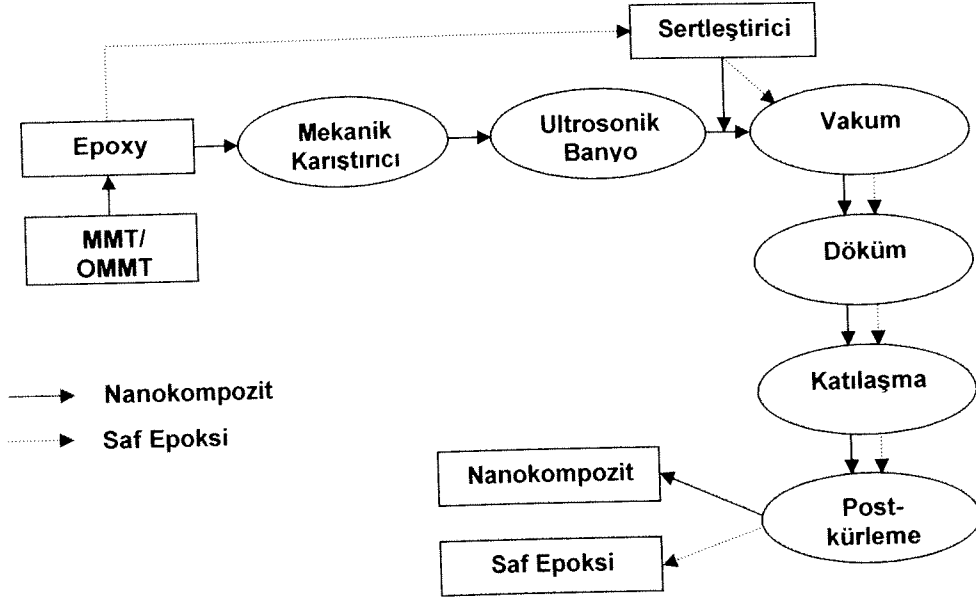 Sertleştirici
Epoxy
Mekanik
Karıştırıcı
Ultrosonik
Banyo
Vakum
MMT/
OMMT
Döküm
Katılaşma
Nanokompozit
Saf Epoksi
Nanokompozit
Post-
kürleme
Saf Epoksi